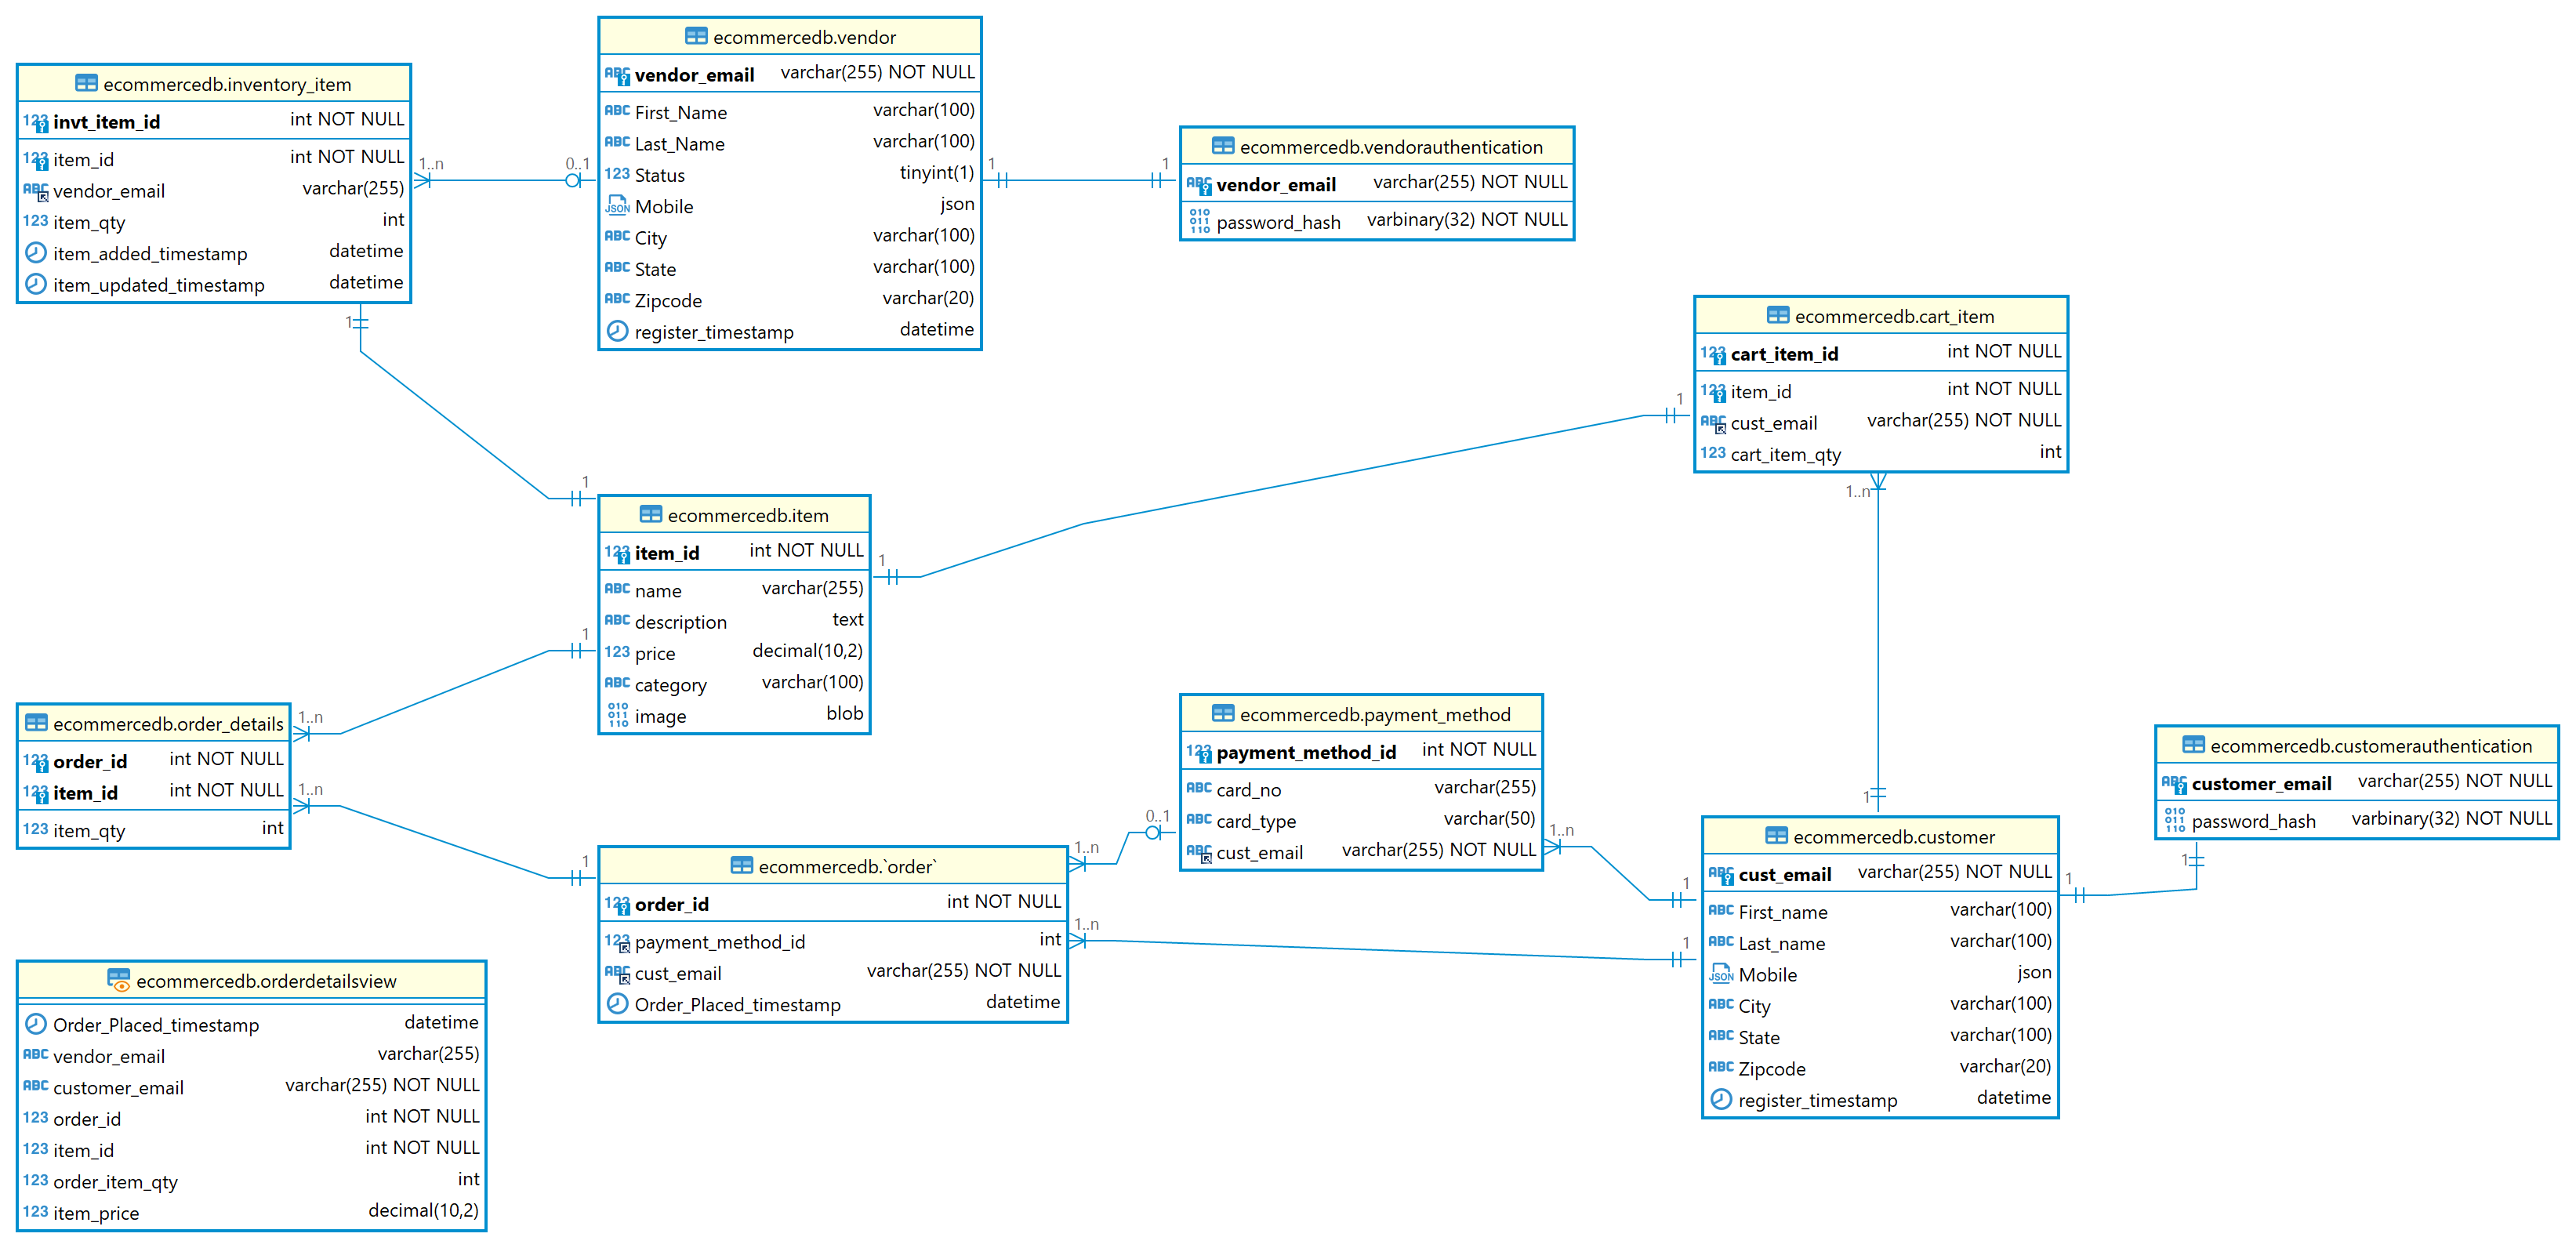 ecommercedb.vendor
vendor_email varchar(255) NOT NULL
First_Name varchar(100)
Last_Name varchar(100)
Status tinyint(1)
Mobile json
City varchar(100)
State varchar(100)
Zipcode varchar(20)
register_timestamp datetime
ecommercedb.inventory_item
invt_item_id int NOT NULL
item_id int NOT NULL
vendor_email varchar(255)
item_qty int
item_added_timestamp datetime
item_updated_timestamp datetime
1..n
0..1
1
1
ecommercedb.vendorauthentication
vendor_email varchar(255) NOT NULL
password_hash varbinary(32) NOT NULL
ecommercedb.cart_item
cart_item_id int NOT NULL
item_id int NOT NULL
cust_email varchar(255) NOT NULL
cart_item_qty int
1
1
1
1
1..n
ecommercedb.item
item_id int NOT NULL
name varchar(255)
description text
price decimal(10,2)
category varchar(100)
image blob
1
1..n
ecommercedb.order_details
order_id int NOT NULL
item_id int NOT NULL
item_qty int
1..n
1
ecommercedb.payment_method
payment_method_id int NOT NULL
card_no varchar(255)
card_type varchar(50)
cust_email varchar(255) NOT NULL
0..1
1..n
1..n
1
ecommercedb.`order`
order_id int NOT NULL
payment_method_id int
cust_email varchar(255) NOT NULL
Order_Placed_timestamp datetime
1..n
1
1
ecommercedb.customer
cust_email varchar(255) NOT NULL
First_name varchar(100)
Last_name varchar(100)
Mobile json
City varchar(100)
State varchar(100)
Zipcode varchar(20)
register_timestamp datetime
1
1
ecommercedb.customerauthentication
customer_email varchar(255) NOT NULL
password_hash varbinary(32) NOT NULL
ecommercedb.orderdetailsview
Order_Placed_timestamp datetime
vendor_email varchar(255)
customer_email varchar(255) NOT NULL
order_id int NOT NULL
item_id int NOT NULL
order_item_qty int
item_price decimal(10,2)